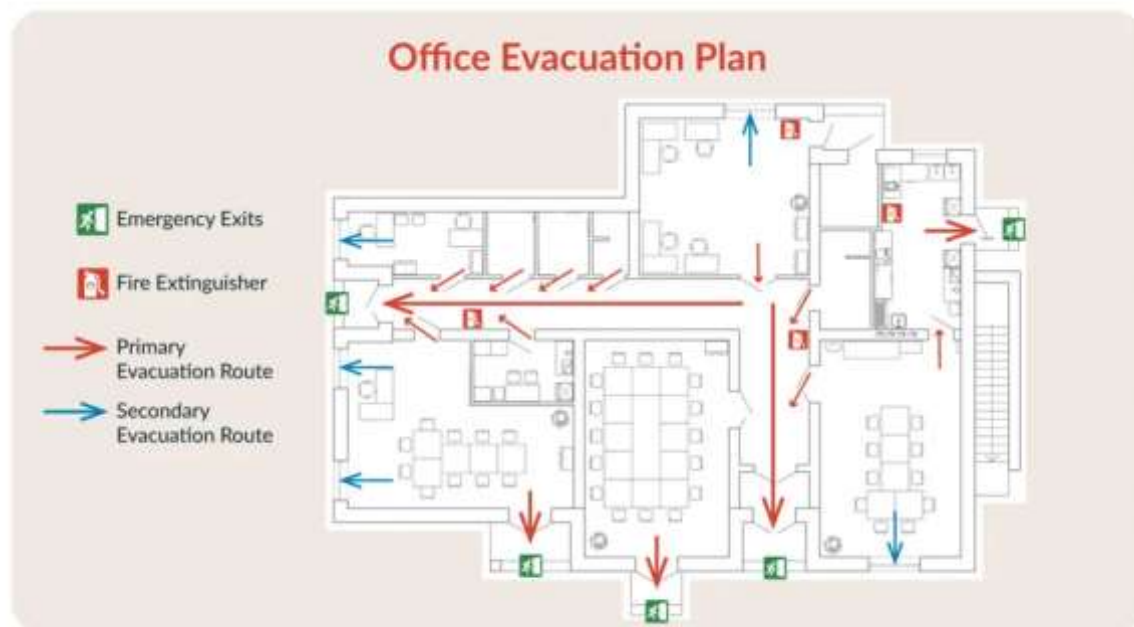 Office Evacuation Plan
Emergency Exits
Fire Extinguisher
Primary
Evacuation Route
Secondary
Evacuation Route